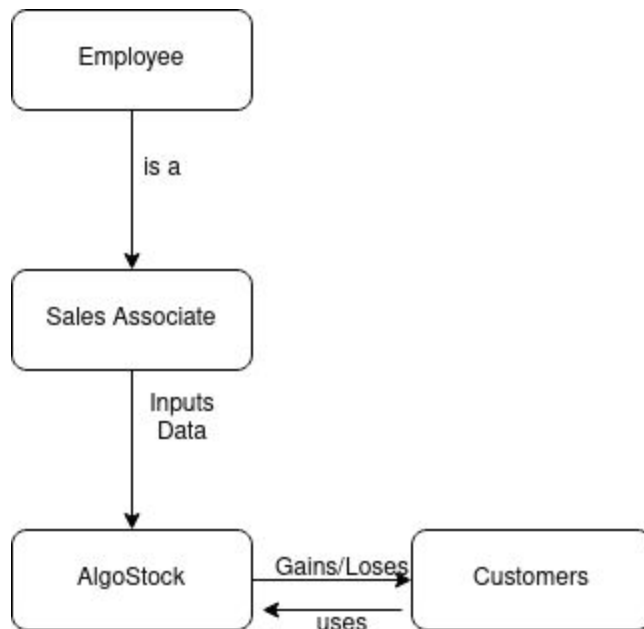 Employee
is a
Sales Associate
Inputs
Data
AlgoStock
Gains/Loses
Customers
uses